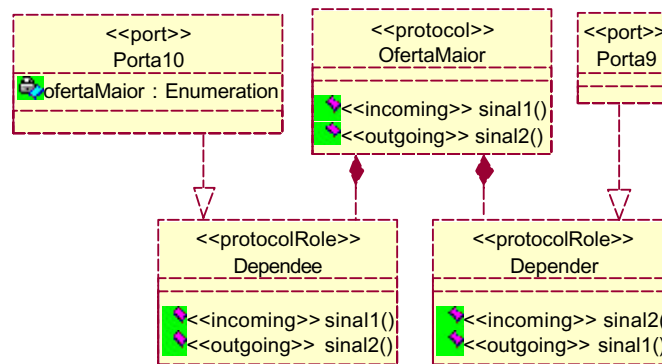 <<port>>
Porta10
ofertaMaior : Enumeration
<<protocol>>
OfertaMaior
<<incoming>> sinal1()
<<outgoing>> sinal2()
<<port>>
Porta9
<<protocolRole>>
Dependee
<<incoming>> sinal1()
<<outgoing>> sinal2()
<<protocolRole>>
Depender
<<incoming>> sinal2()
<<outgoing>> sinal1()